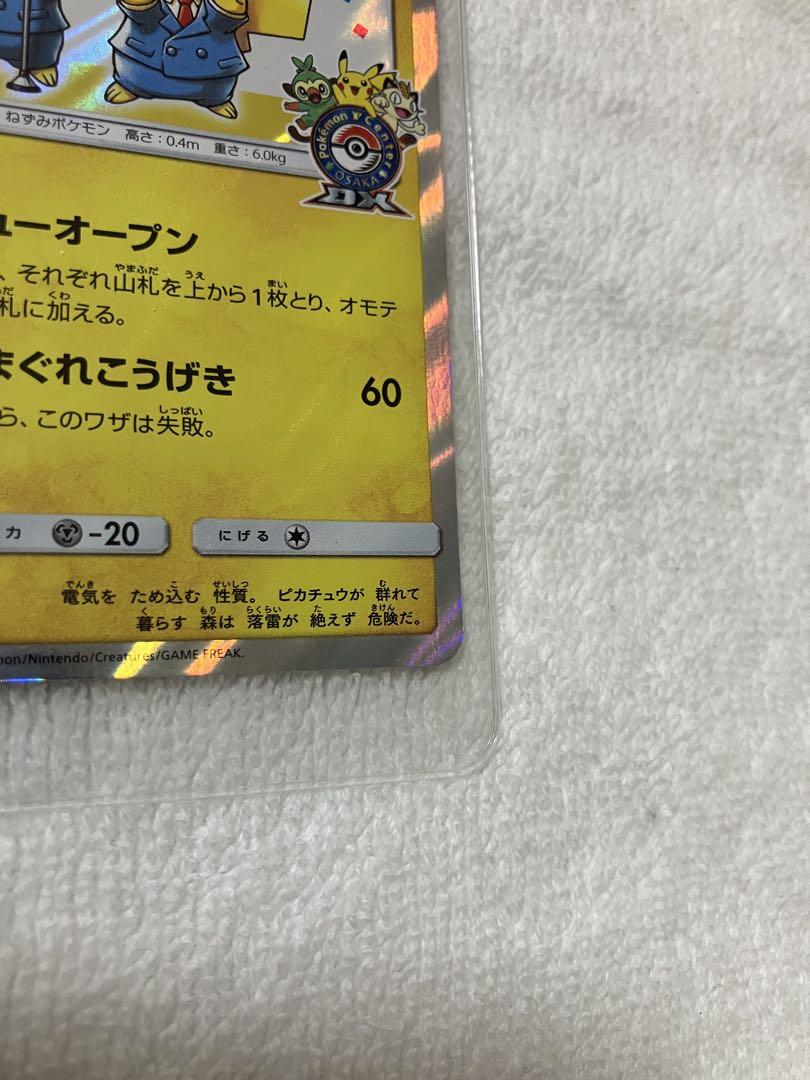 ねずみポケモン 高さ:0.4m 重さ:6.0kg
Pokémon Center
OSAKA
DX
ューオープン
、それぞれ山札を上から1枚とり、オモテ
札に加える。
まぐれこうげき 60
ら、このワザは失敗。
カ -20 にげる
電気を ため込む 性質。 ピカチュウが 群れて
暮らす 森は 落雷が 絶えず 危険だ。
mon/Nintendo/Creatures/GAME FREAK.